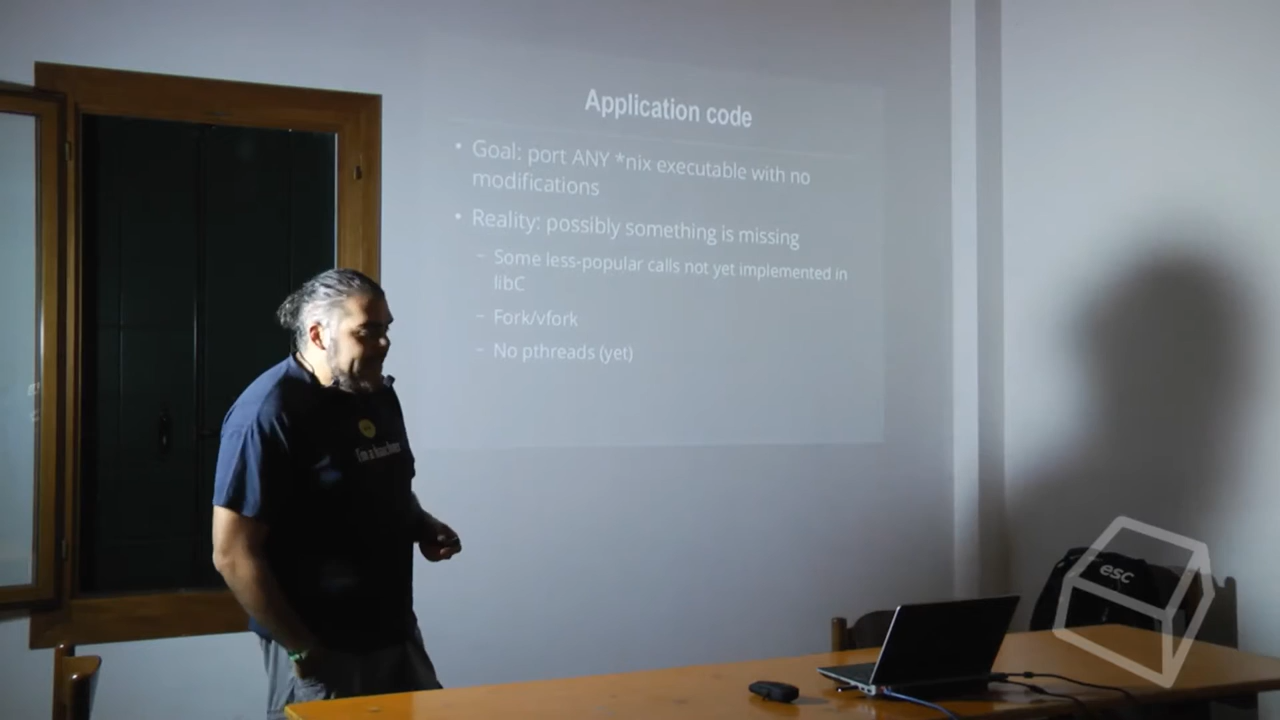 Application code
• Goal: port ANY *nix executable with no
modifications
• Reality: possibly something is missing
– Some less-popular calls not yet implemented in
libC
– Fork/vfork
– No pthreads (yet)
I'm a hacker
esc